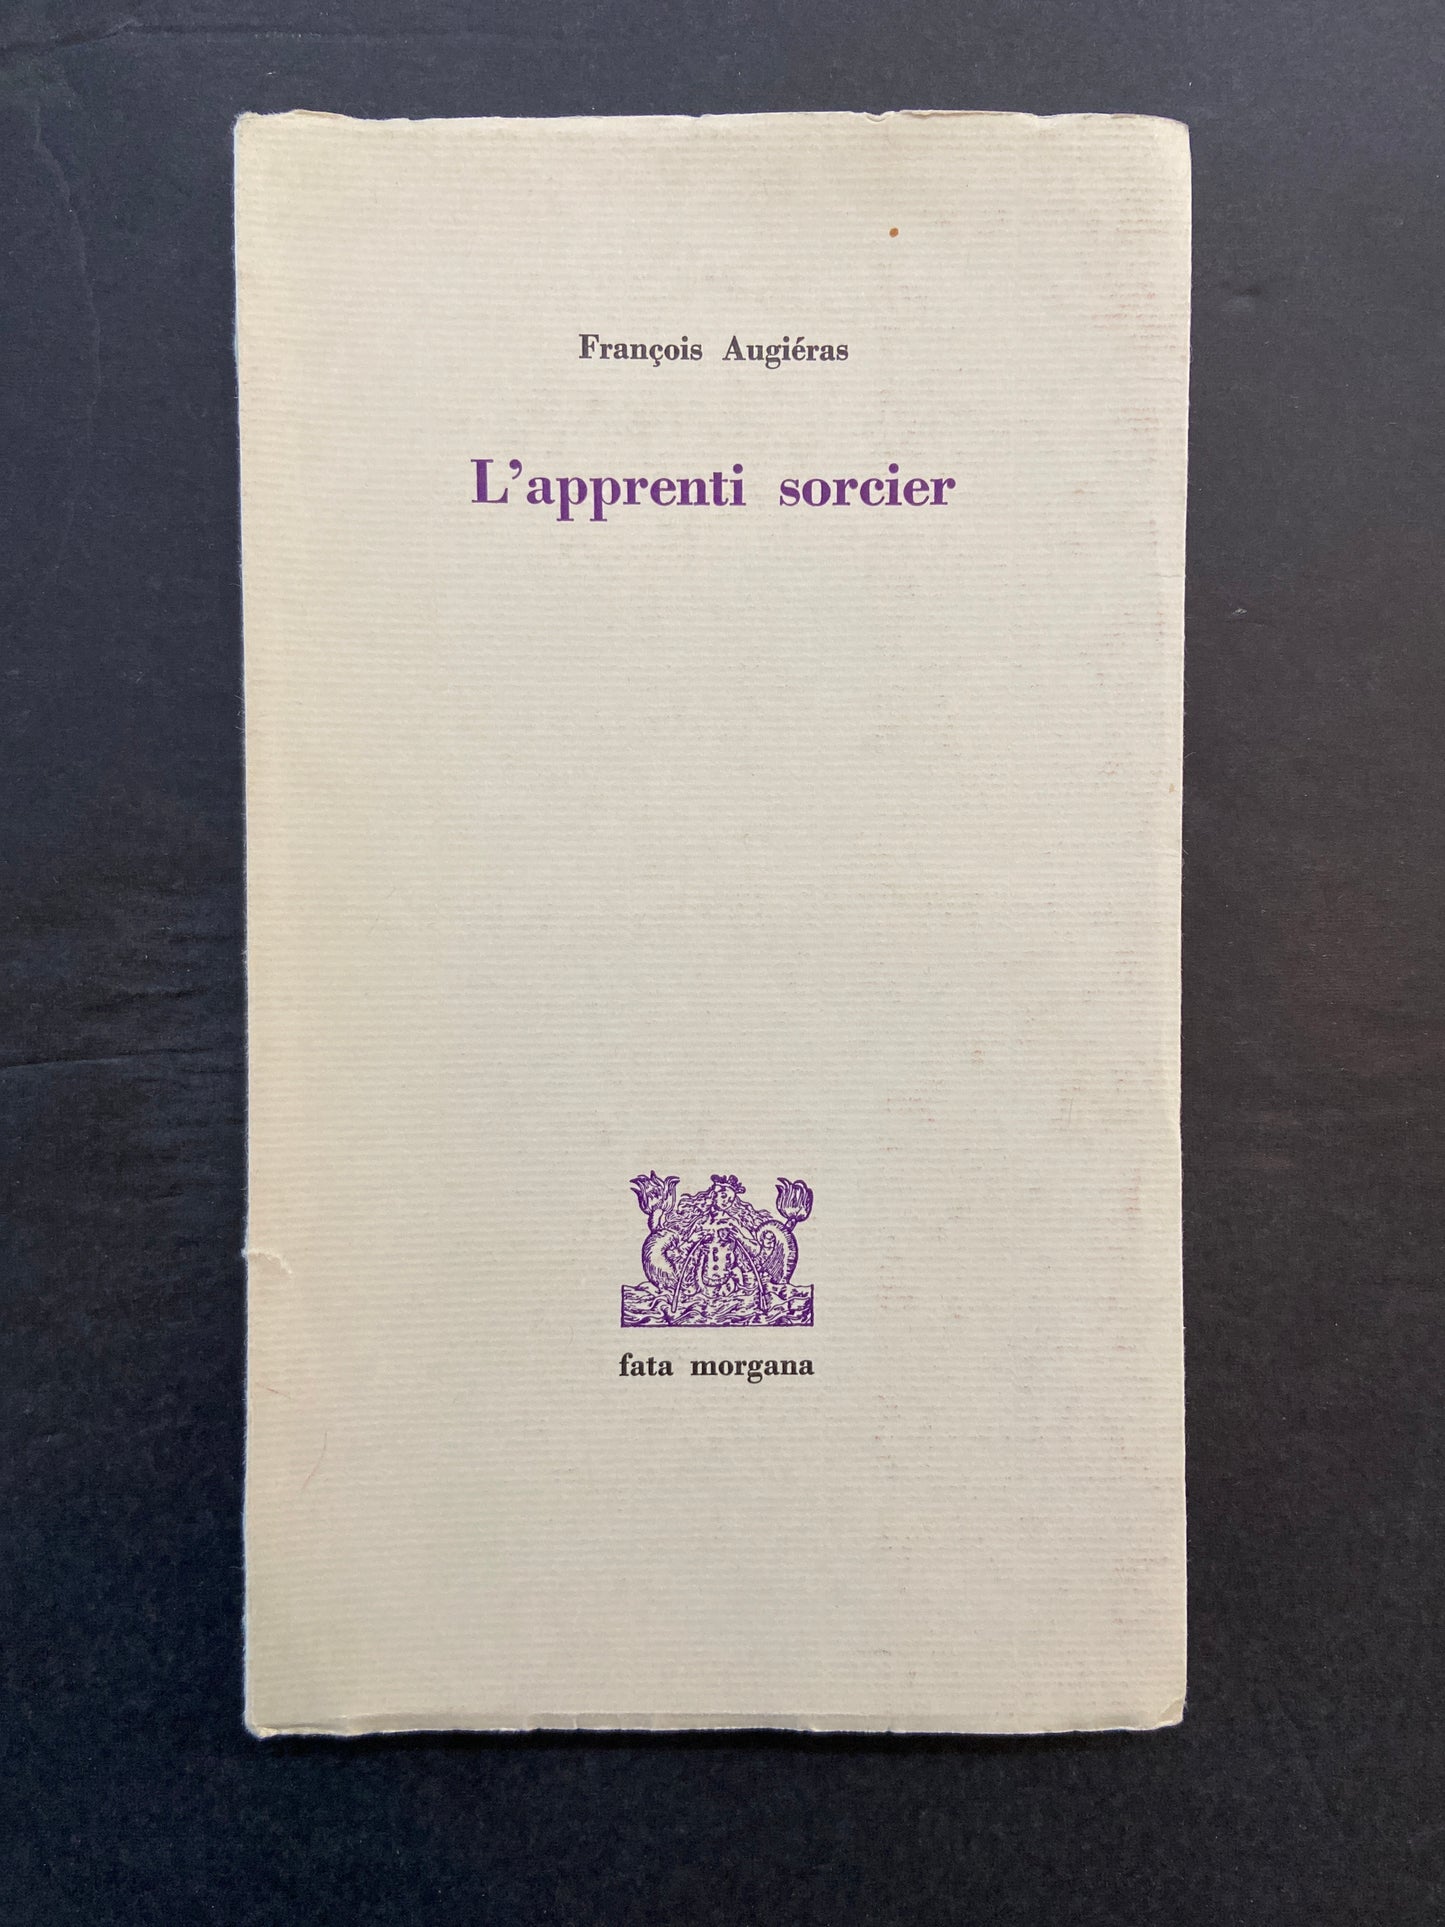 François Augiéras
L'apprenti sorcier
fata morgana